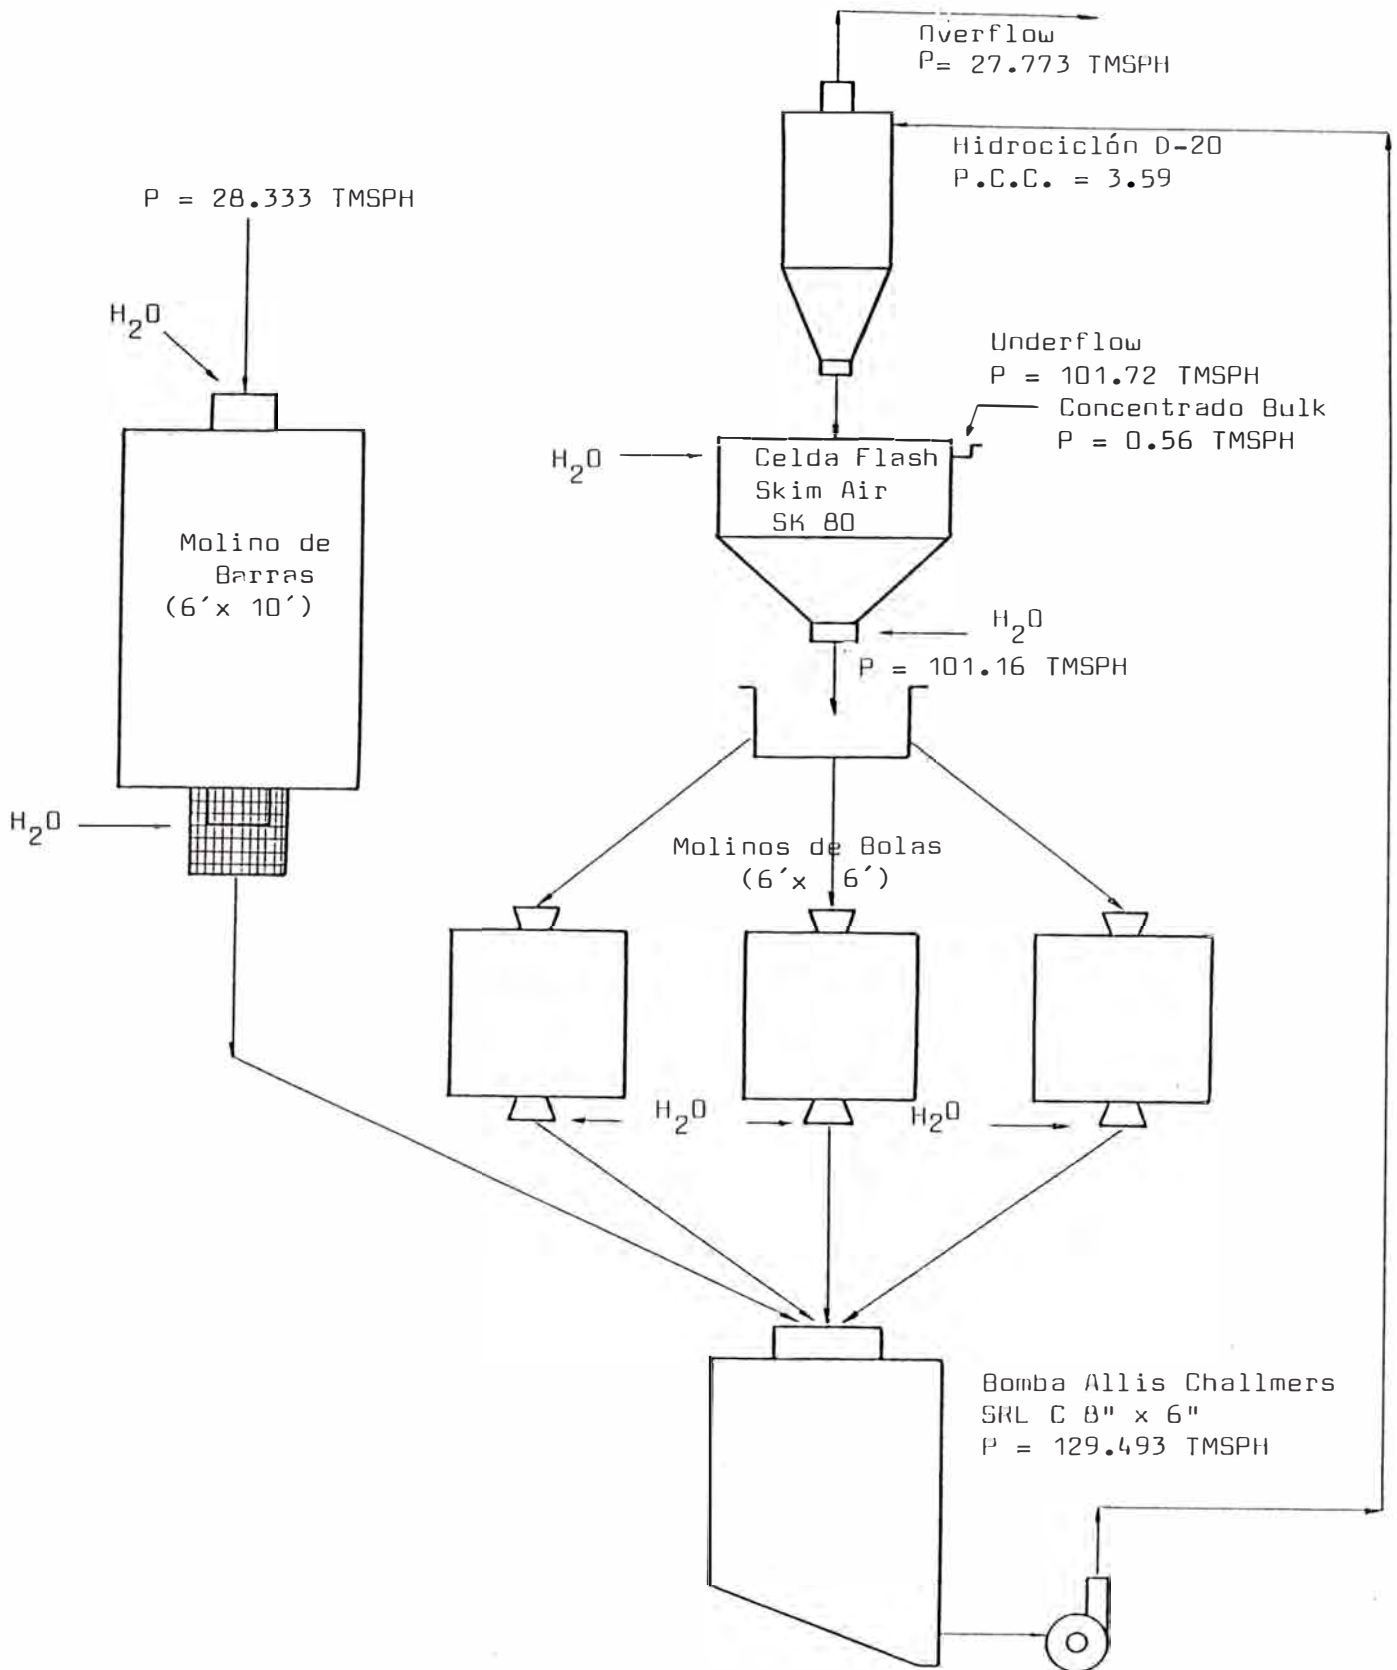 Overflow
P= 27.773 TMSPH
Hidrociclón D-20
P.C.C. = 3.59
P = 28.333 TMSPH
H₂O
Underflow
P = 101.72 TMSPH
Concentrado Bulk
P = 0.56 TMSPH
H₂O
Celda Flash
Skim Air
SK 80
Molino de
Barras
(6´x 10´)
H₂O
P = 101.16 TMSPH
H₂O
Molinos de Bolas
(6´x 6´)
H₂O
H₂O
Bomba Allis Challmers
SRL C 8" x 6"
P = 129.493 TMSPH